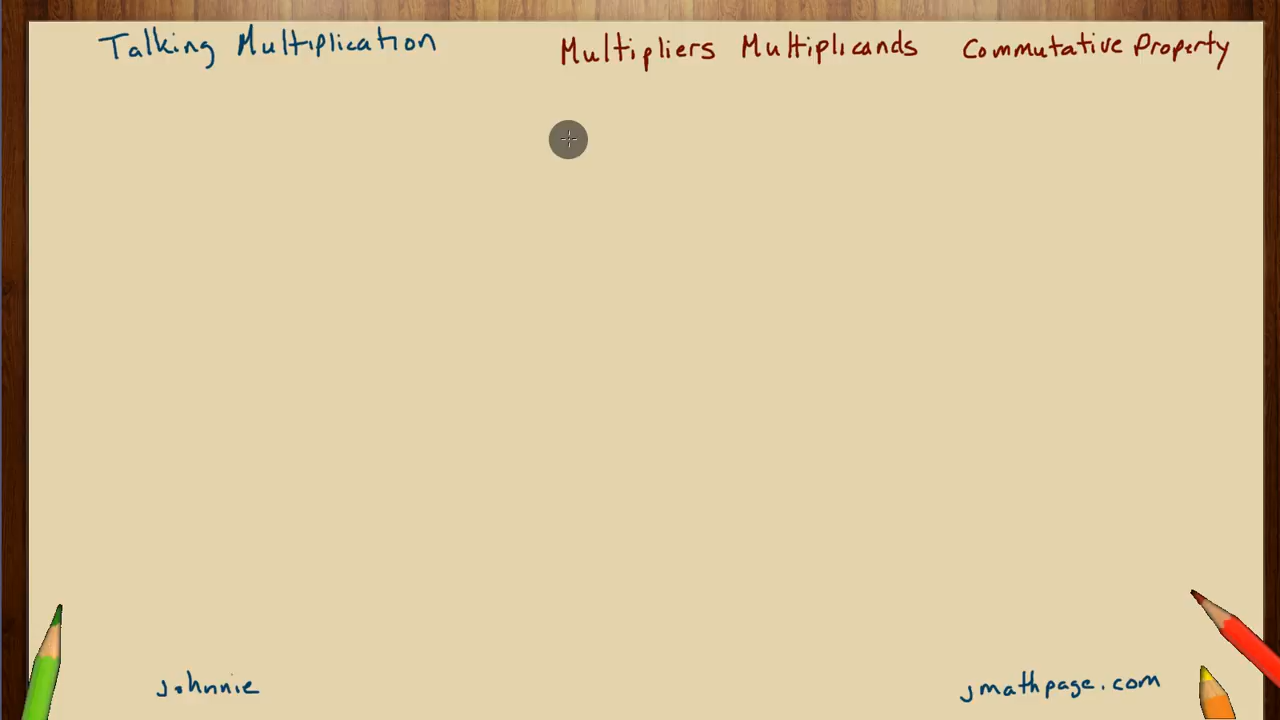 Talking Multiplication Multipliers Multiplicands Commutative Property
johnnie jmathpage.com